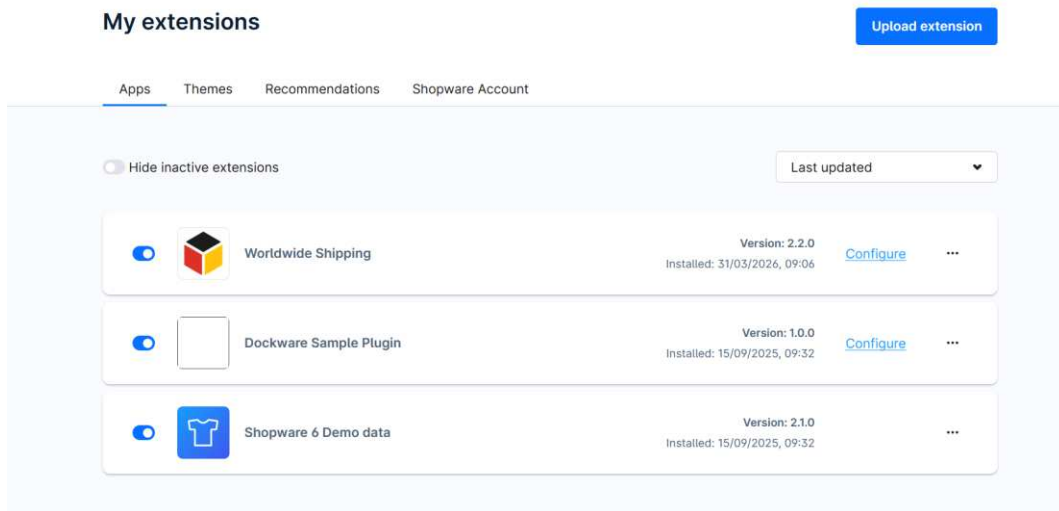 My extensions
Upload extension
Apps Themes Recommendations Shopware Account
Hide inactive extensions
Last updated
Worldwide Shipping
Version: 2.2.0
Installed: 31/03/2026, 09:06
Configure
Dockware Sample Plugin
Version: 1.0.0
Installed: 15/09/2025, 09:32
Configure
Shopware 6 Demo data
Version: 2.1.0
Installed: 15/09/2025, 09:32